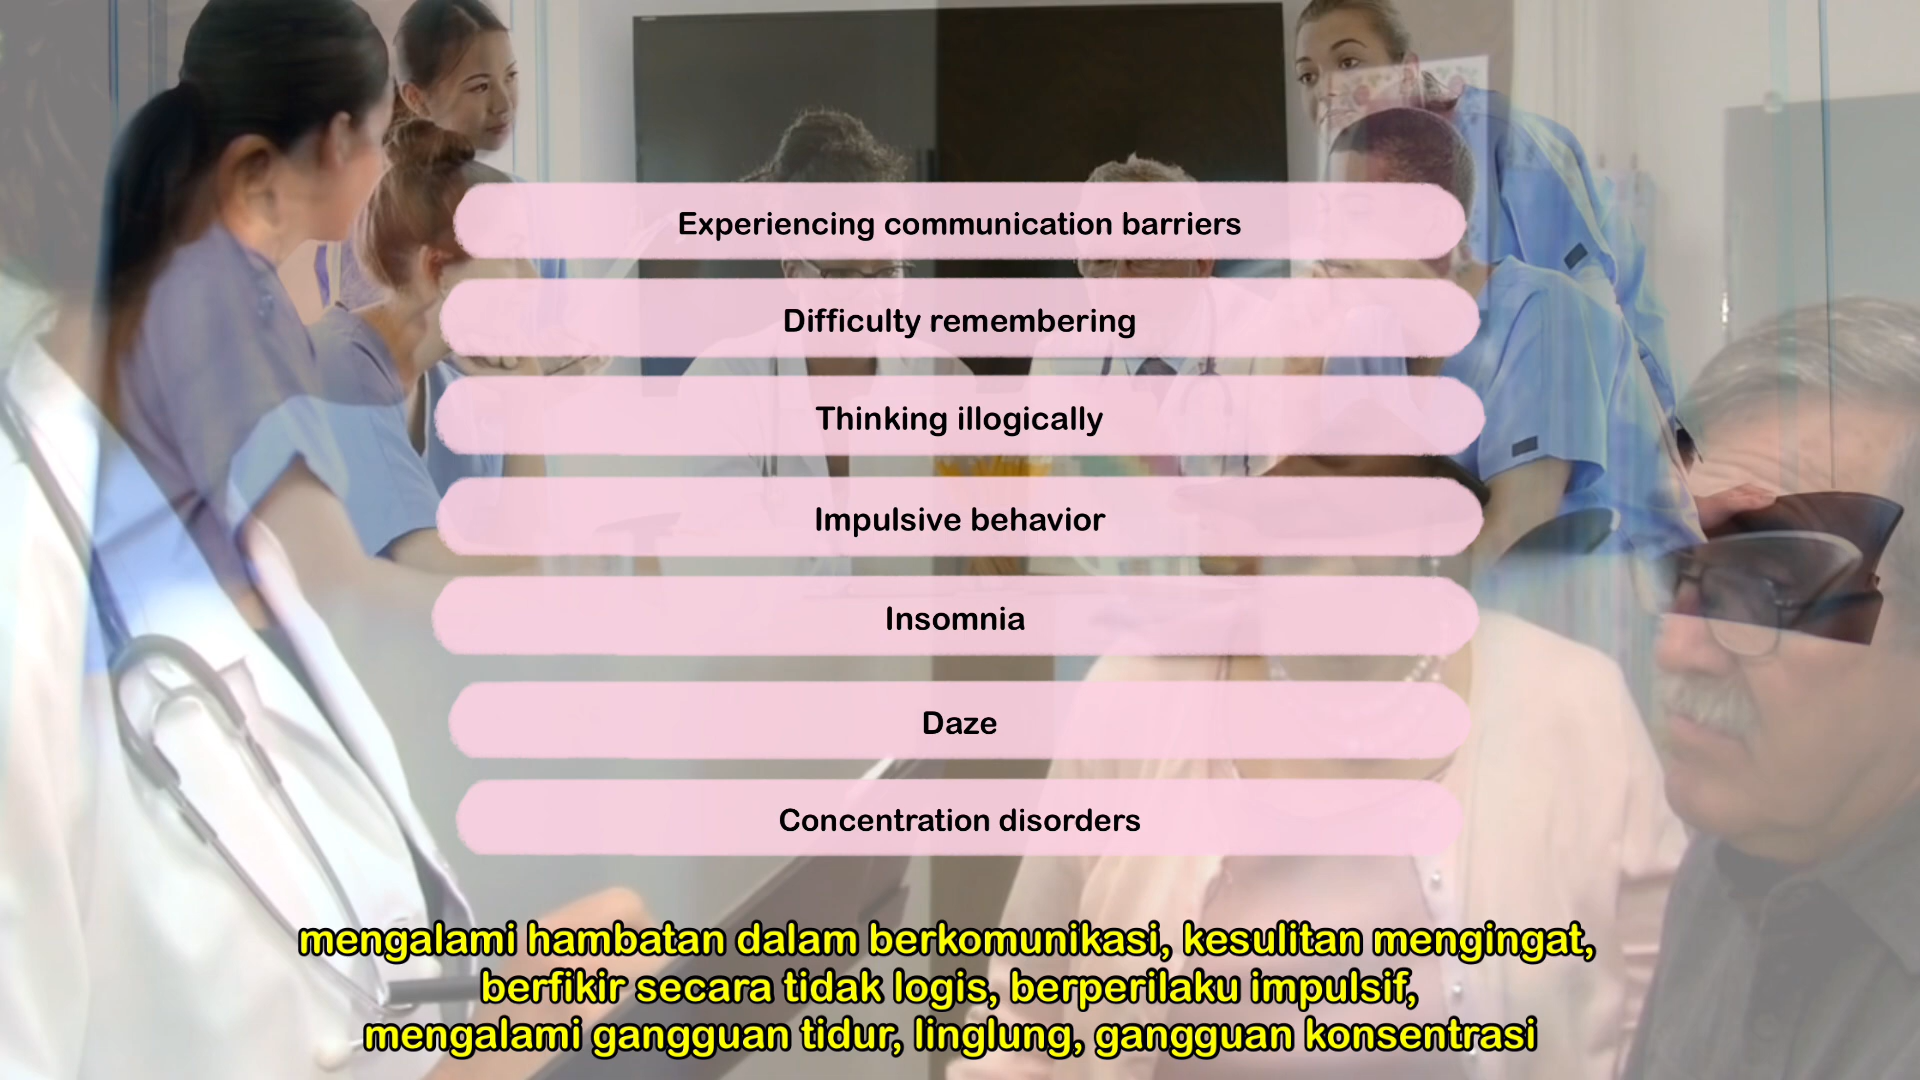 Experiencing communication barriers
Difficulty remembering
Thinking illogically
Impulsive behavior
Insomnia
Daze
Concentration disorders
mengalami hambatan dalam berkomunikasi, kesulitan mengingat,
berfikir secara tidak logis, berperilaku impulsif,
mengalami gangguan tidur, linglung, gangguan konsentrasi